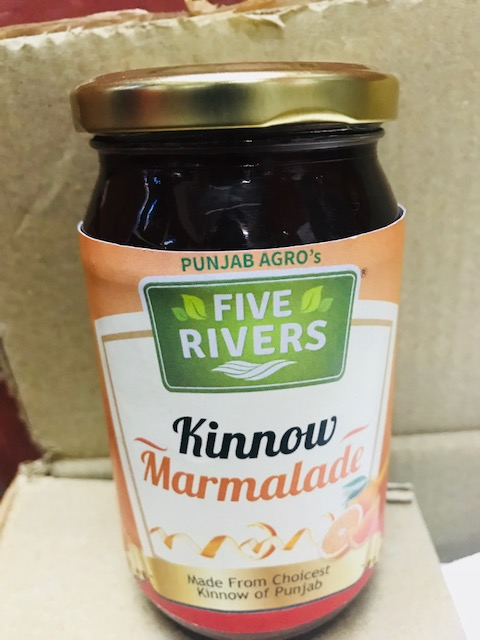 PUNJAB AGRO's
FIVE
RIVERS
®
Kinnow
Marmalade
Made From Choicest
Kinnow of Punjab